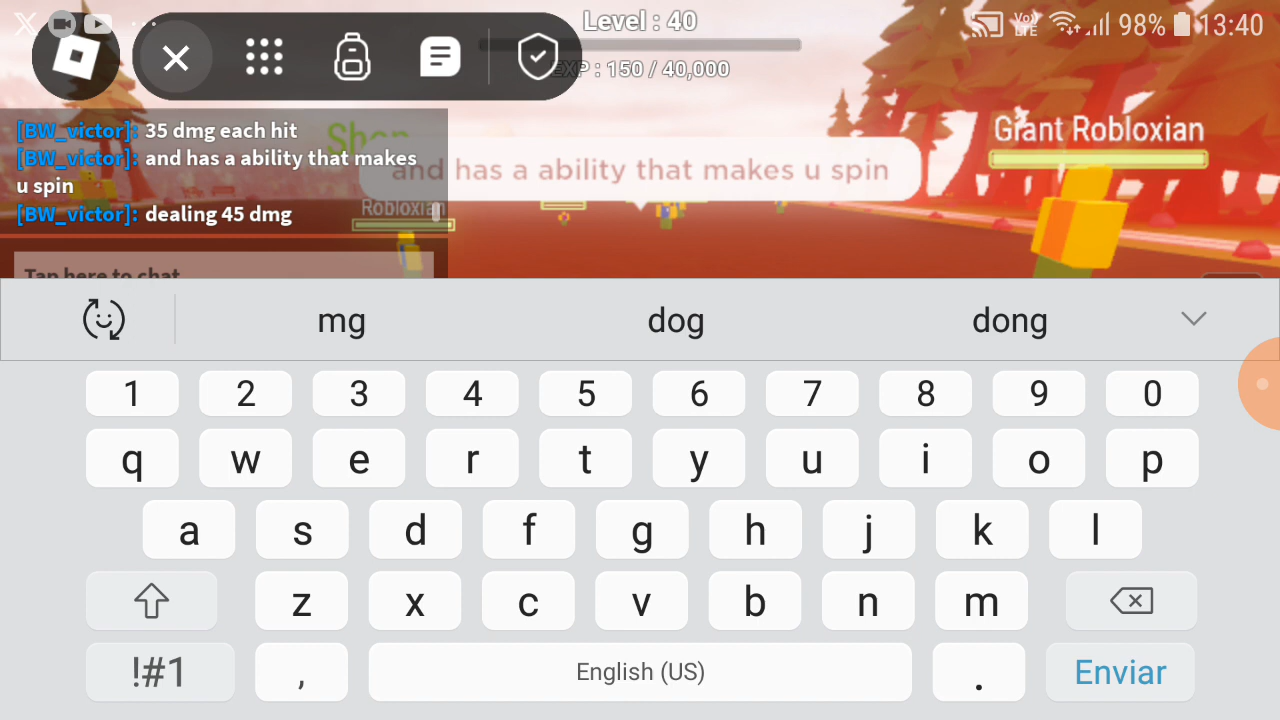 Level : 40
98% 13:40
EXP : 150 / 40,000
[BW_victor]: 35 dmg each hit
[BW_victor]: and has a ability that makes
u spin
[BW_victor]: dealing 45 dmg
Shop
and has a ability that makes u spin
Giant Robloxian
Robloxian
Tap here to chat
mg dog dong
1 2 3 4 5 6 7 8 9 0
q w e r t y u i o p
a s d f g h j k l
z x c v b n m
!#1 , English (US) . Enviar